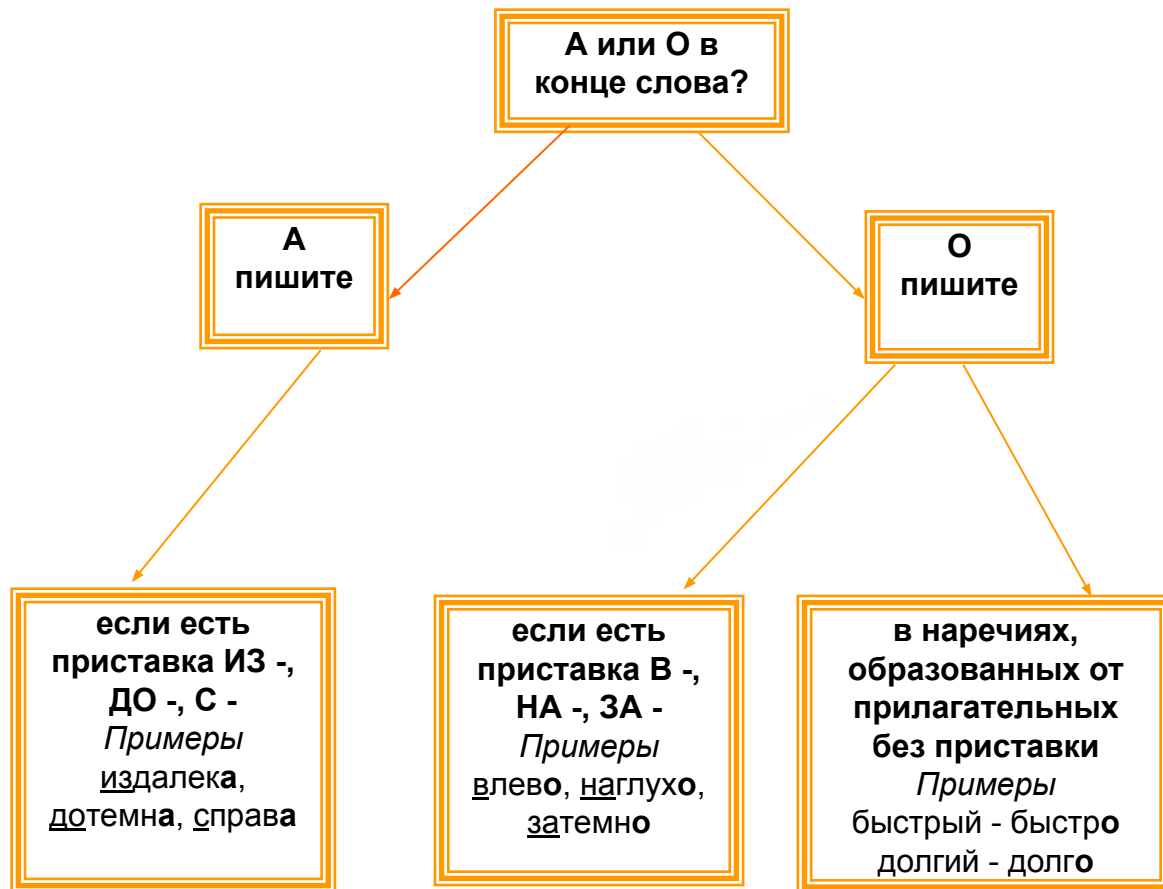 А или О в
конце слова?
А
пишите
О
пишите
если есть
приставка ИЗ -,
ДО -, С -
Примеры
издалека,
дотемна, справа
если есть
приставка В -,
НА -, ЗА -
Примеры
влево, наглухо,
затемно
в наречиях,
образованных от
прилагательных
без приставки
Примеры
быстрый - быстро
долгий - долго